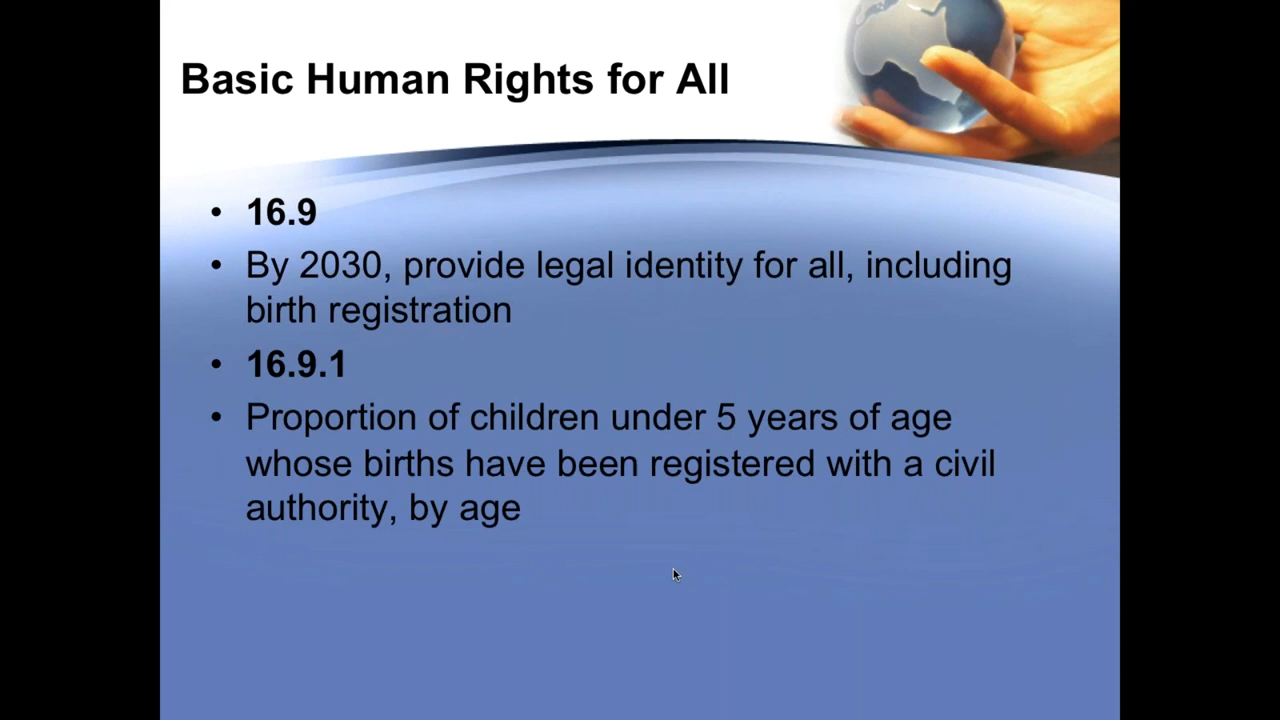 Basic Human Rights for All
• 16.9
• By 2030, provide legal identity for all, including
birth registration
• 16.9.1
• Proportion of children under 5 years of age
whose births have been registered with a civil
authority, by age